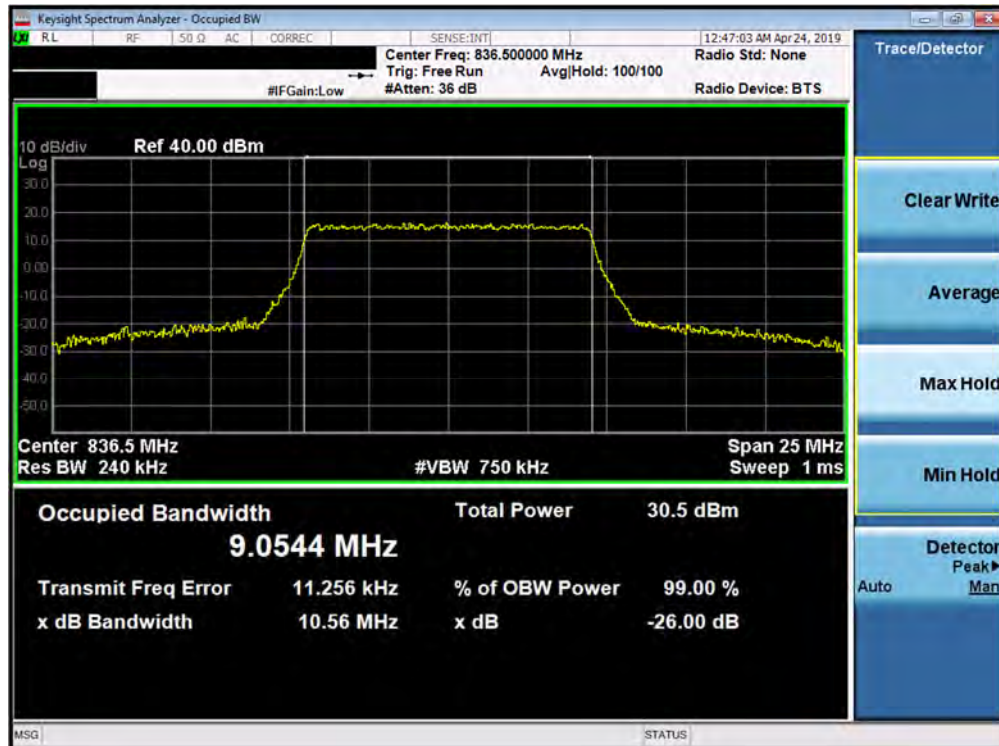 Keysight Spectrum Analyzer - Occupied BW
LXI RL RF 50 Ω AC CORREC SENSE:INT 12:47:03 AM Apr 24, 2019
Center Freq: 836.500000 MHz Radio Std: None
Trig: Free Run Avg|Hold: 100/100
#IFGain:Low #Atten: 36 dB Radio Device: BTS
10 dB/div Ref 40.00 dBm
Log
30.0
20.0
10.0
0.00
-10.0
-20.0
-30.0
-40.0
-50.0
Center 836.5 MHz Span 25 MHz
Res BW 240 kHz #VBW 750 kHz Sweep 1 ms
Occupied Bandwidth Total Power 30.5 dBm
9.0544 MHz
Transmit Freq Error 11.256 kHz % of OBW Power 99.00 %
x dB Bandwidth 10.56 MHz x dB -26.00 dB
MSG STATUS
Trace/Detector
Clear Write
Average
Max Hold
Min Hold
Detector
Peak▶
Auto Man